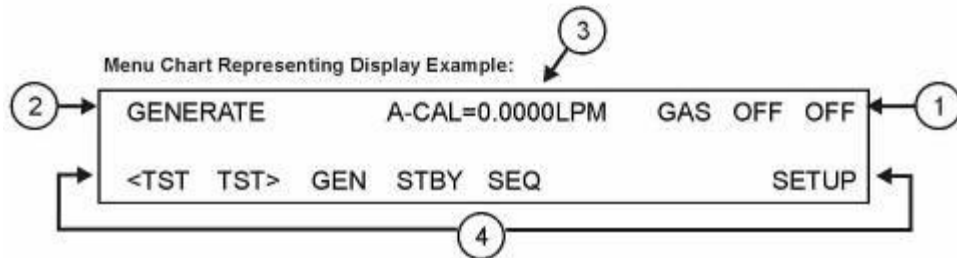 3
Menu Chart Representing Display Example:
2 GENERATE A-CAL=0.0000LPM GAS OFF OFF 1
<TST TST> GEN STBY SEQ SETUP
4